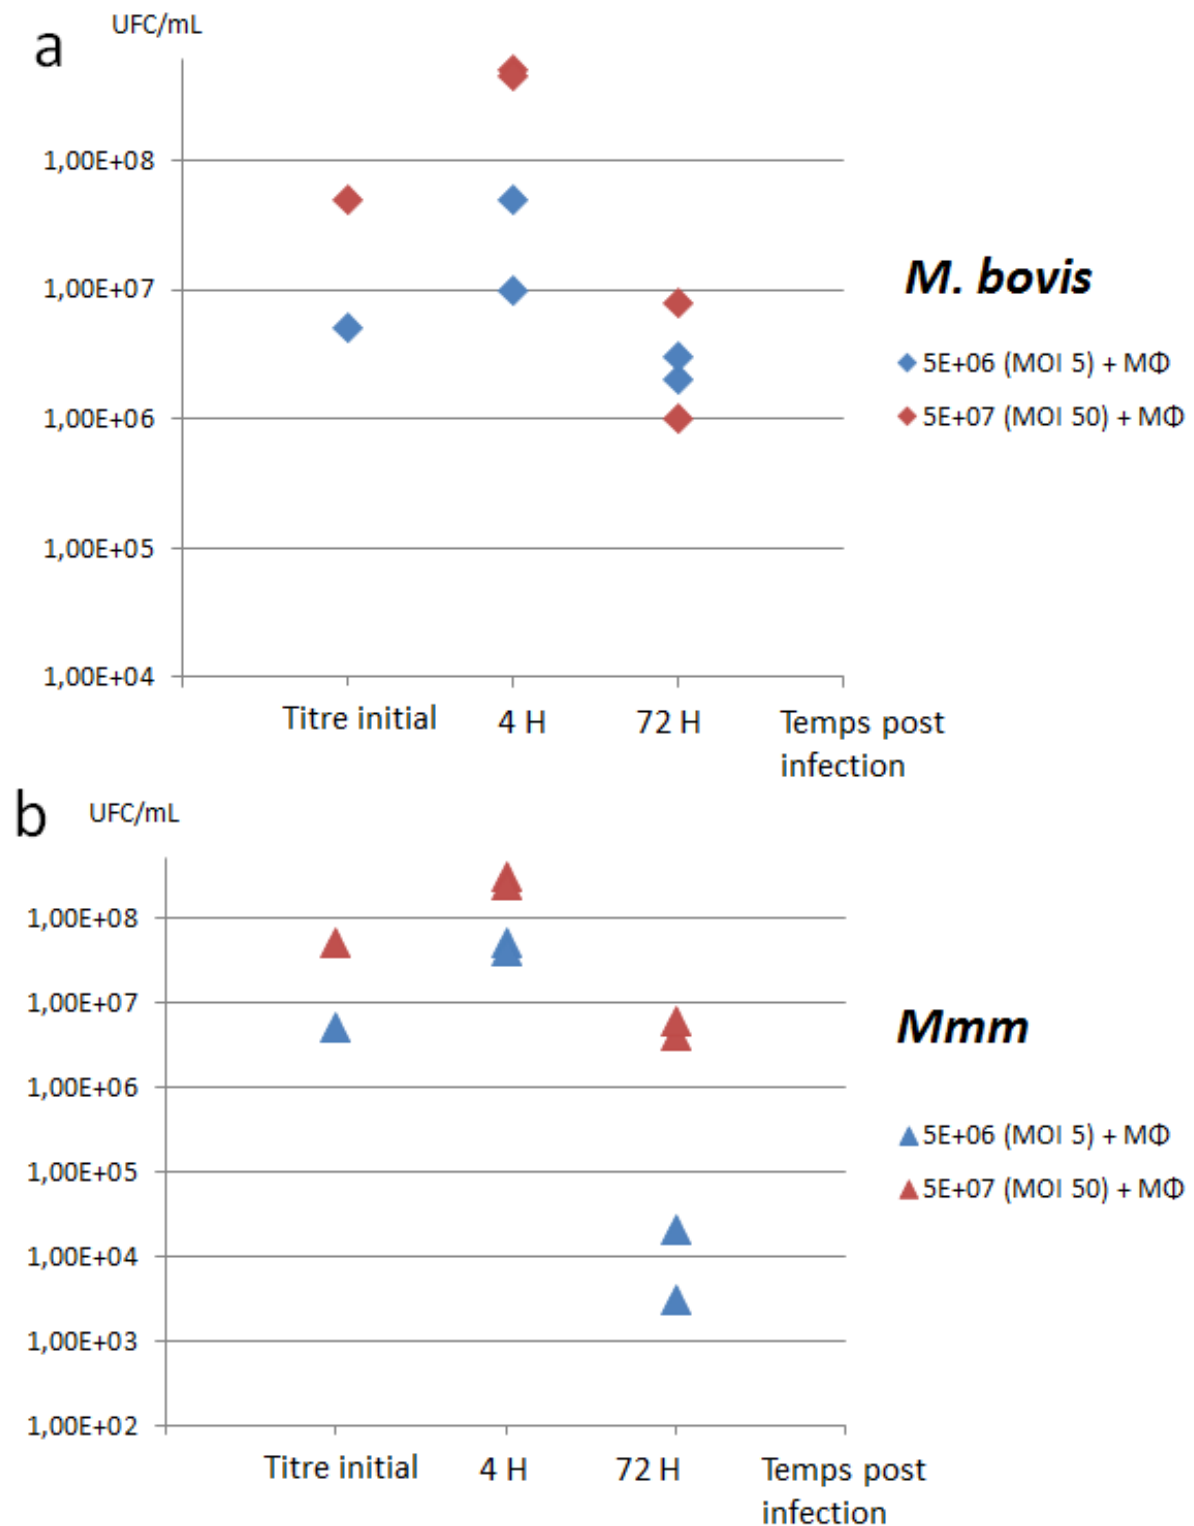 a
UFC/mL
1,00E+08
1,00E+07
1,00E+06
1,00E+05
1,00E+04
Titre initial
4 H
72 H
Temps post
infection
M. bovis
5E+06 (MOI 5) + MΦ
5E+07 (MOI 50) + MΦ
b
UFC/mL
1,00E+08
1,00E+07
1,00E+06
1,00E+05
1,00E+04
1,00E+03
1,00E+02
Titre initial
4 H
72 H
Temps post
infection
Mmm
5E+06 (MOI 5) + MΦ
5E+07 (MOI 50) + MΦ